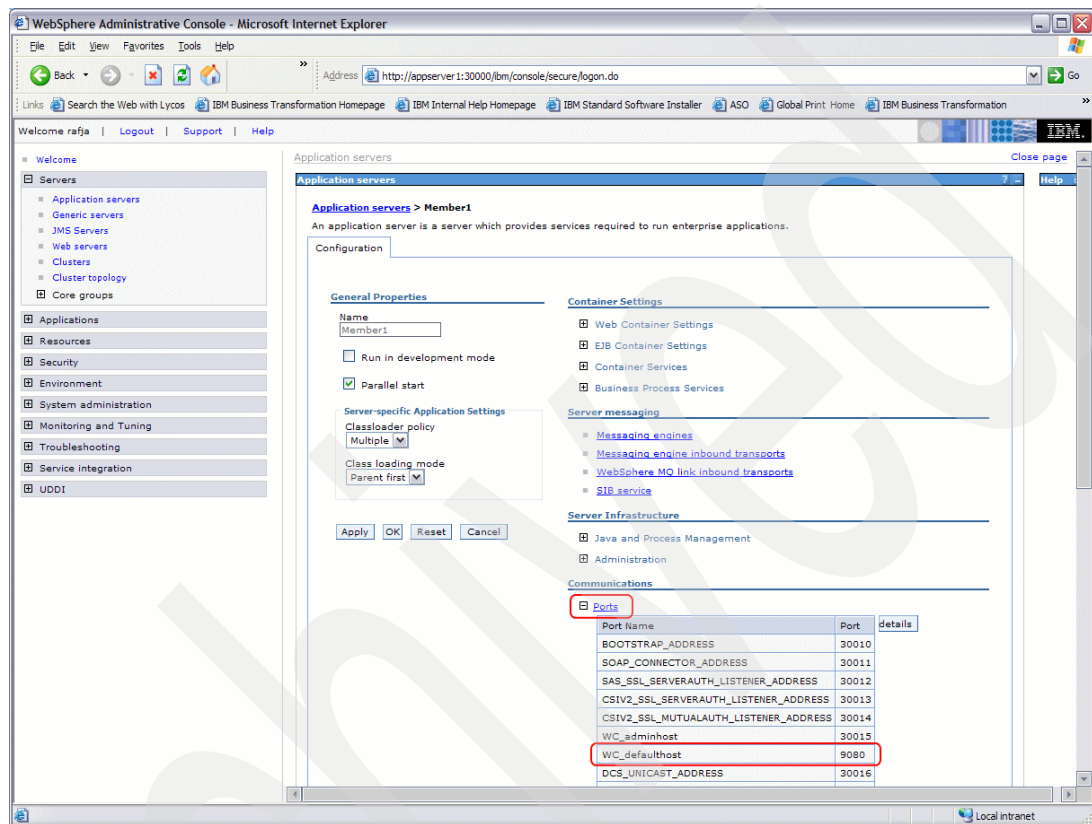 WebSphere Administrative Console - Microsoft Internet Explorer
File Edit View Favorites Tools Help
Back
Address http://appserver1:30000/ibm/console/secure/logon.do Go
Links Search the Web with Lycos IBM Business Transformation Homepage IBM Internal Help Homepage IBM Standard Software Installer ASO Global Print Home IBM Business Transformation
Welcome rafja | Logout | Support | Help
IBM.
Welcome
Servers
Application servers
Generic servers
JMS Servers
Web servers
Clusters
Cluster topology
Core groups
Applications
Resources
Security
Environment
System administration
Monitoring and Tuning
Troubleshooting
Service integration
UDDI
Application servers Close page
Application servers ? – Help
Application servers > Member1
An application server is a server which provides services required to run enterprise applications.
Configuration
General Properties
Name
Member1
Run in development mode
Parallel start
Server-specific Application Settings
Classloader policy
Multiple
Class loading mode
Parent first
Apply OK Reset Cancel
Container Settings
Web Container Settings
EJB Container Settings
Container Services
Business Process Services
Server messaging
Messaging engines
Messaging engine inbound transports
WebSphere MQ link inbound transports
SIB service
Server Infrastructure
Java and Process Management
Administration
Communications
Ports
Port Name Port details
BOOTSTRAP_ADDRESS 30010
SOAP_CONNECTOR_ADDRESS 30011
SAS_SSL_SERVERAUTH_LISTENER_ADDRESS 30012
CSIV2_SSL_SERVERAUTH_LISTENER_ADDRESS 30013
CSIV2_SSL_MUTUALAUTH_LISTENER_ADDRESS 30014
WC_adminhost 30015
WC_defaulthost 9080
DCS_UNICAST_ADDRESS 30016
Local intranet